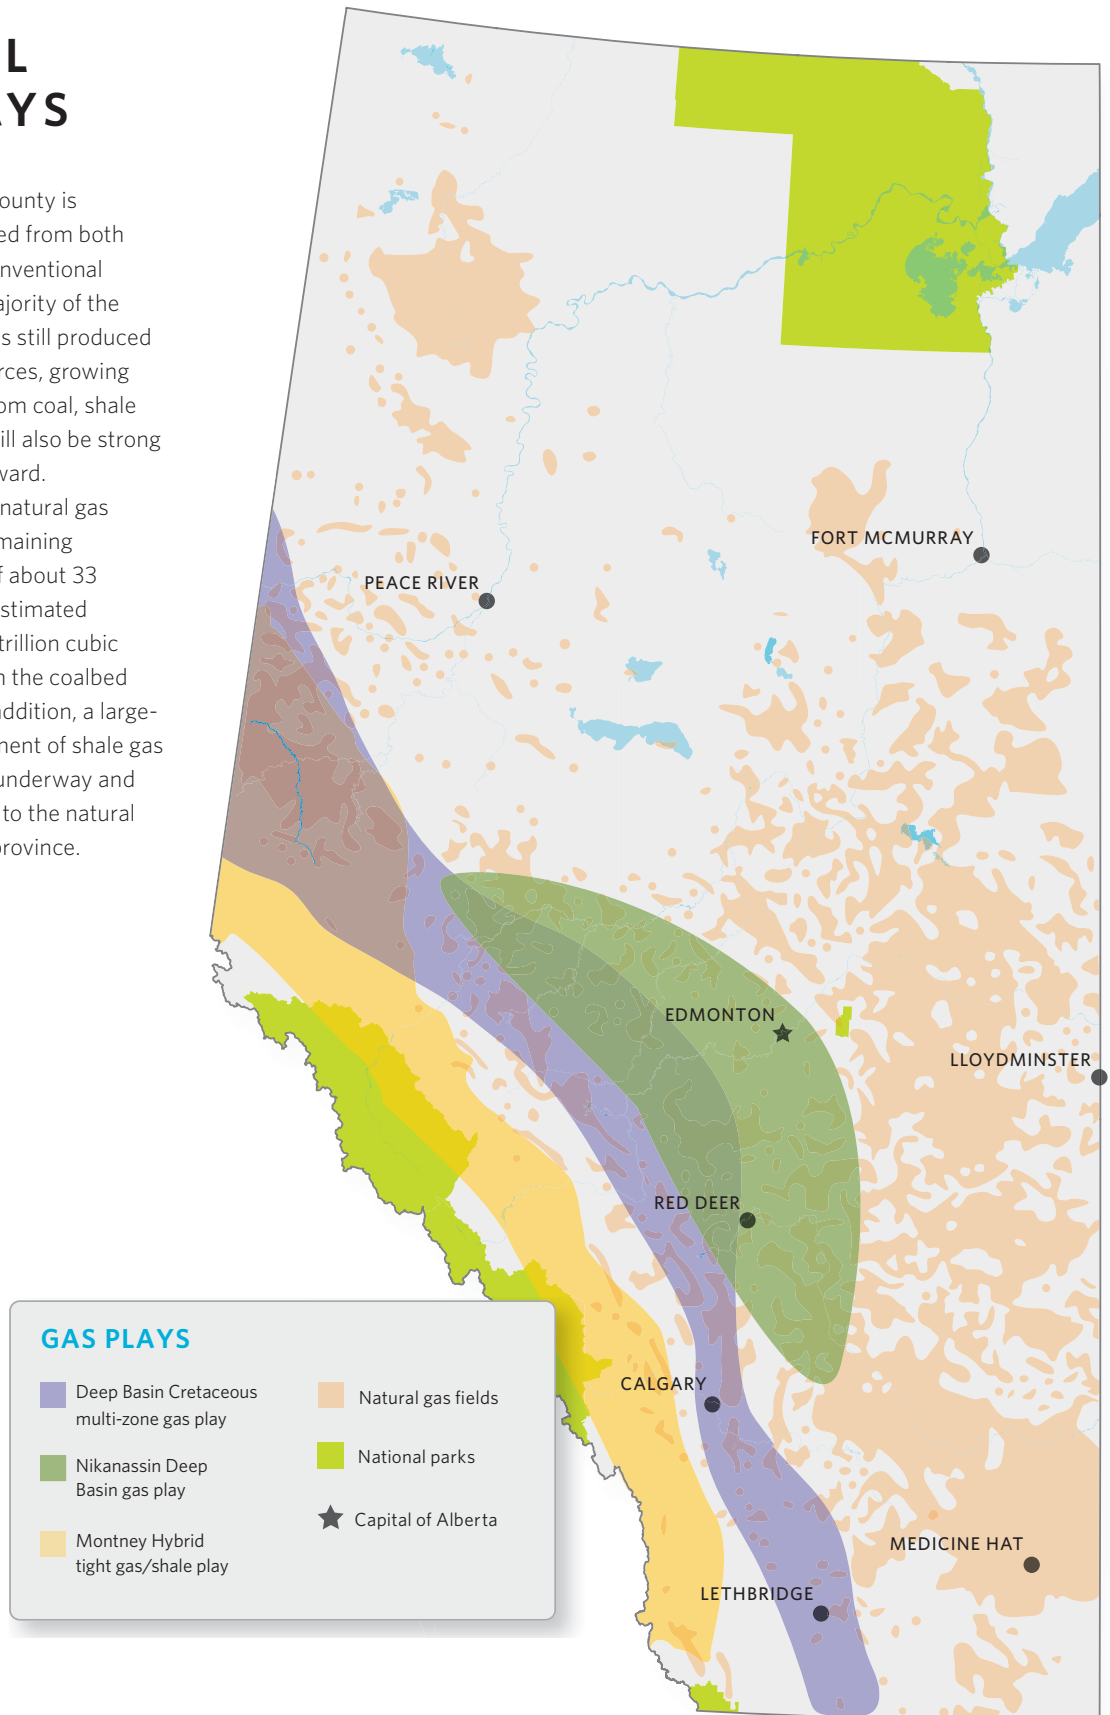 L
AYS
ounty is
ed from both
nventional
ajority of the
s still produced
rces, growing
om coal, shale
ill also be strong
ward.
natural gas
maining
f about 33
stimated
trillion cubic
n the coalbed
addition, a large-
ment of shale gas
underway and
to the natural
province.
FORT MCMURRAY
PEACE RIVER
EDMONTON
LLOYDMINSTER
RED DEER
CALGARY
MEDICINE HAT
LETHBRIDGE
GAS PLAYS
Deep Basin Cretaceous
multi-zone gas play
Nikanassin Deep
Basin gas play
Montney Hybrid
tight gas/shale play
Natural gas fields
National parks
Capital of Alberta